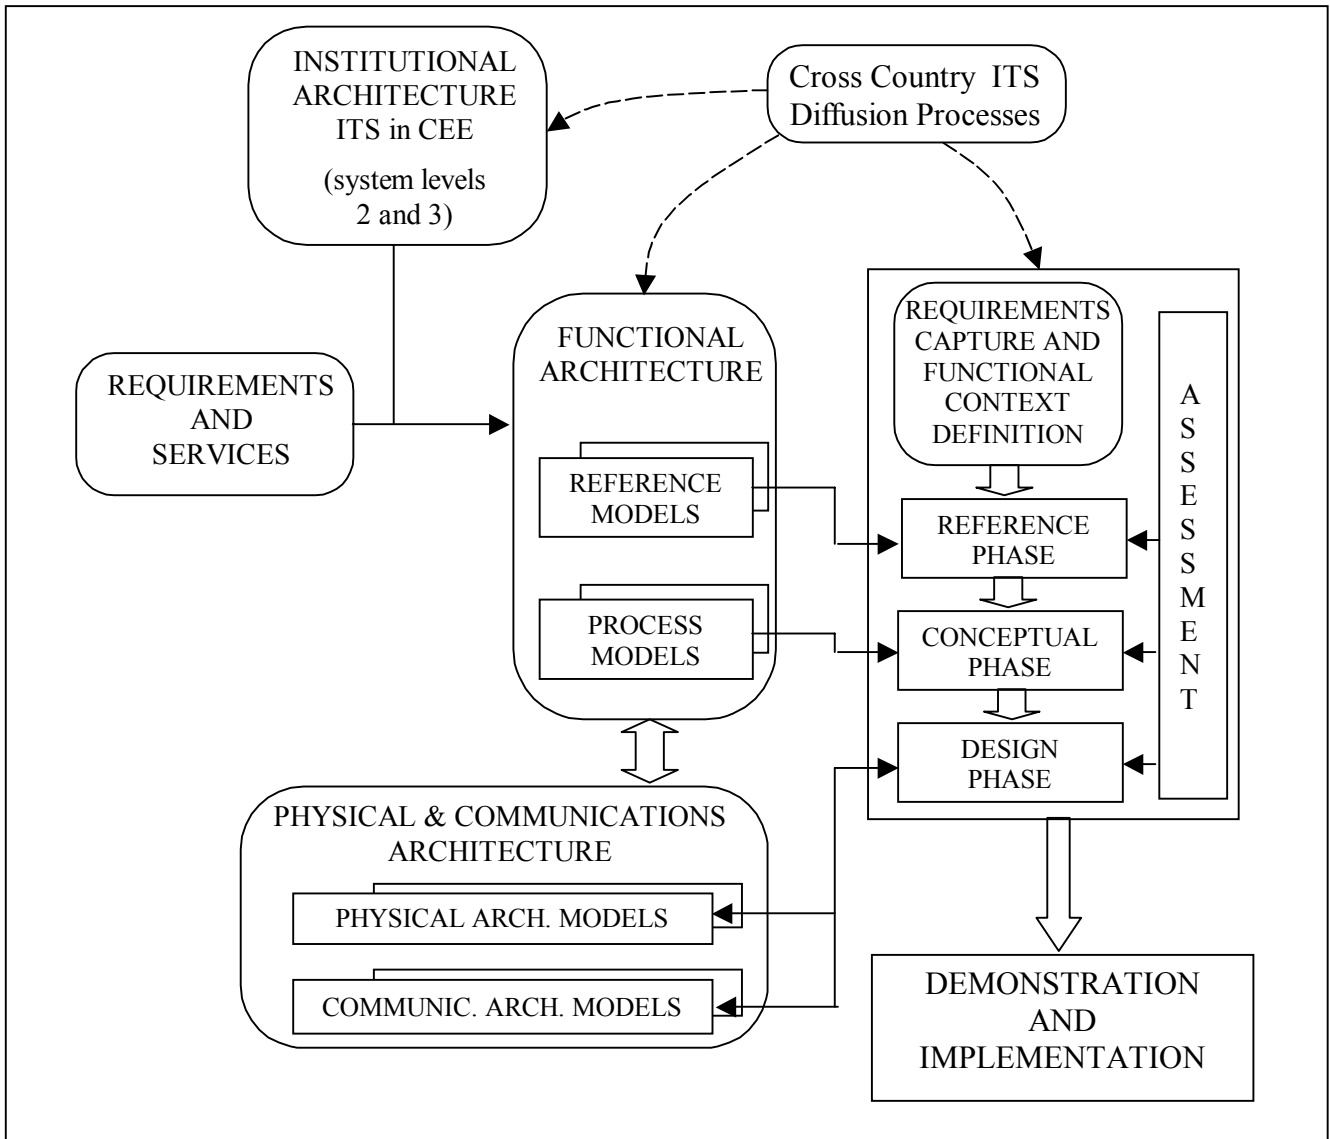 INSTITUTIONAL
ARCHITECTURE
ITS in CEE
(system levels
2 and 3)
Cross Country ITS
Diffusion Processes
REQUIREMENTS
AND
SERVICES
FUNCTIONAL
ARCHITECTURE
REFERENCE
MODELS
PROCESS
MODELS
REQUIREMENTS
CAPTURE AND
FUNCTIONAL
CONTEXT
DEFINITION
REFERENCE
PHASE
CONCEPTUAL
PHASE
DESIGN
PHASE
ASSESSMENT
PHYSICAL & COMMUNICATIONS
ARCHITECTURE
PHYSICAL ARCH. MODELS
COMMUNIC. ARCH. MODELS
DEMONSTRATION
AND
IMPLEMENTATION